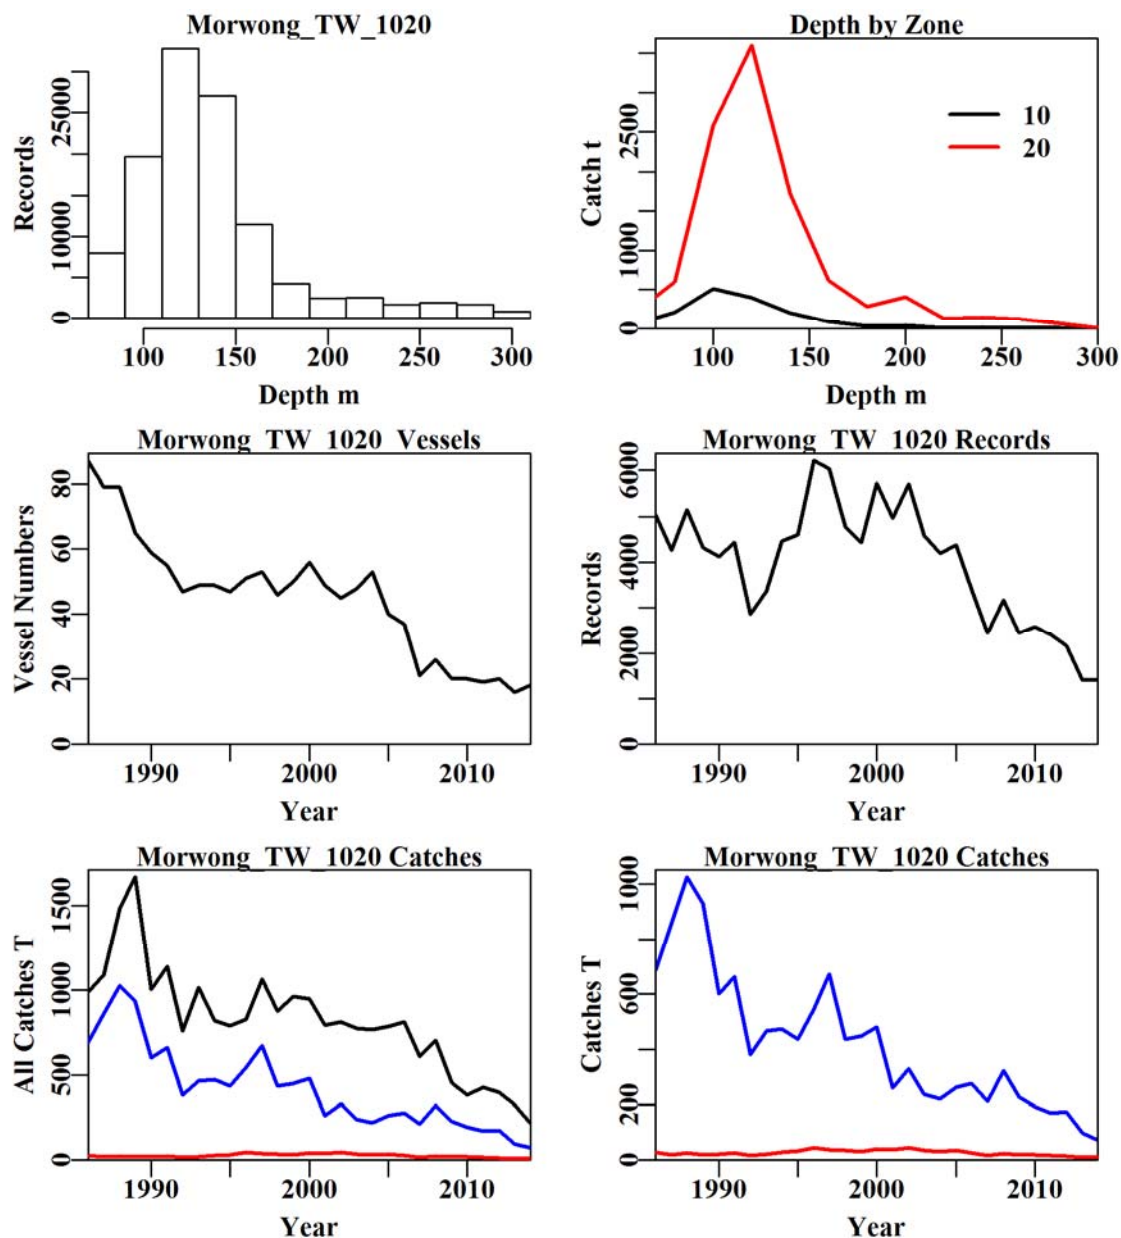 Morwong_TW_1020
Records
0
10000
25000
100 150 200 250 300
Depth m
Depth by Zone
Catch t
0
1000
2500
10
20
100 150 200 250 300
Depth m
Morwong_TW_1020_Vessels
Vessel Numbers
0 20 40 60 80
1990 2000 2010
Year
Morwong_TW_1020 Records
Records
0 2000 4000 6000
1990 2000 2010
Year
Morwong_TW_1020 Catches
All Catches T
0 500 1000 1500
1990 2000 2010
Year
Morwong_TW_1020 Catches
Catches T
0 200 600 1000
1990 2000 2010
Year